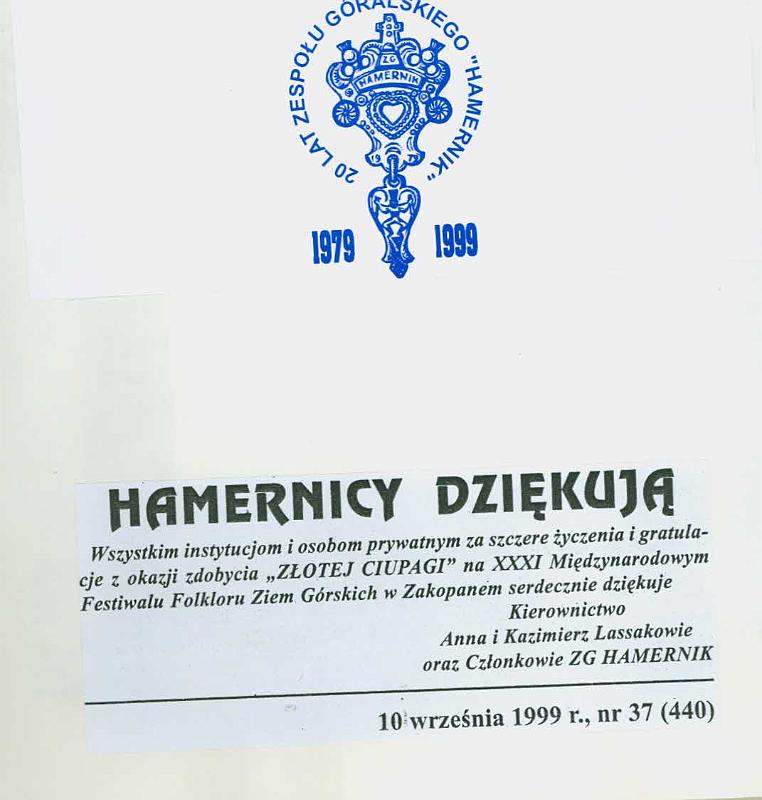 20 LAT ZESPOŁU GÓRALSKIEGO "HAMERNIK"
ZG
HAMERNIK
1979
1979 1999
HAMERNICY DZIĘKUJĄ
Wszystkim instytucjom i osobom prywatnym za szczere życzenia i gratula-
cje z okazji zdobycia „ZŁOTEJ CIUPAGI” na XXXI Międzynarodowym
Festiwalu Folkloru Ziem Górskich w Zakopanem serdecznie dziękuje
Kierownictwo
Anna i Kazimierz Lassakowie
oraz Członkowie ZG HAMERNIK
10 września 1999 r., nr 37 (440)